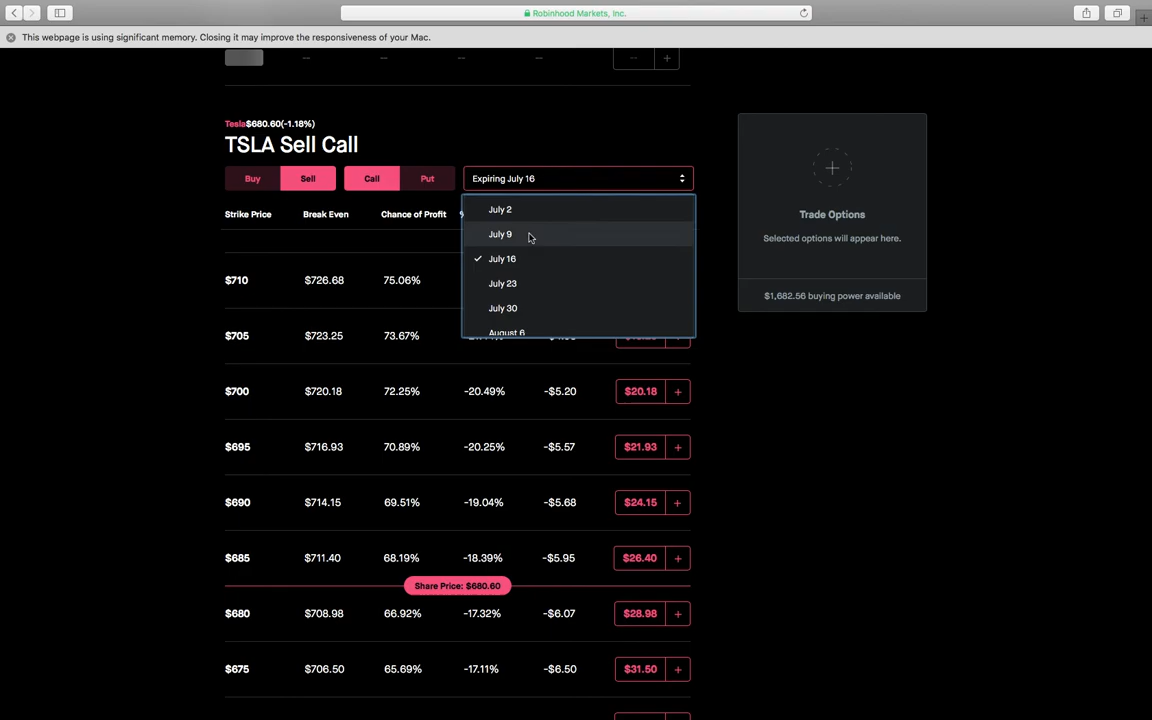 Robinhood Markets, Inc.
This webpage is using significant memory. Closing it may improve the responsiveness of your Mac.
-- -- -- -- -- +
Tesla$680.60(-1.18%)
TSLA Sell Call
Buy Sell Call Put Expiring July 16
Strike Price Break Even Chance of Profit %
July 2
July 9
✓ July 16
July 23
July 30
August 6
$710 $726.68 75.06%
$705 $723.25 73.67%
$700 $720.18 72.25% -20.49% -$5.20 $20.18 +
$695 $716.93 70.89% -20.25% -$5.57 $21.93 +
$690 $714.15 69.51% -19.04% -$5.68 $24.15 +
$685 $711.40 68.19% -18.39% -$5.95 $26.40 +
Share Price: $680.60
$680 $708.98 66.92% -17.32% -$6.07 $28.98 +
$675 $706.50 65.69% -17.11% -$6.50 $31.50 +
+
Trade Options
Selected options will appear here.
$1,682.56 buying power available